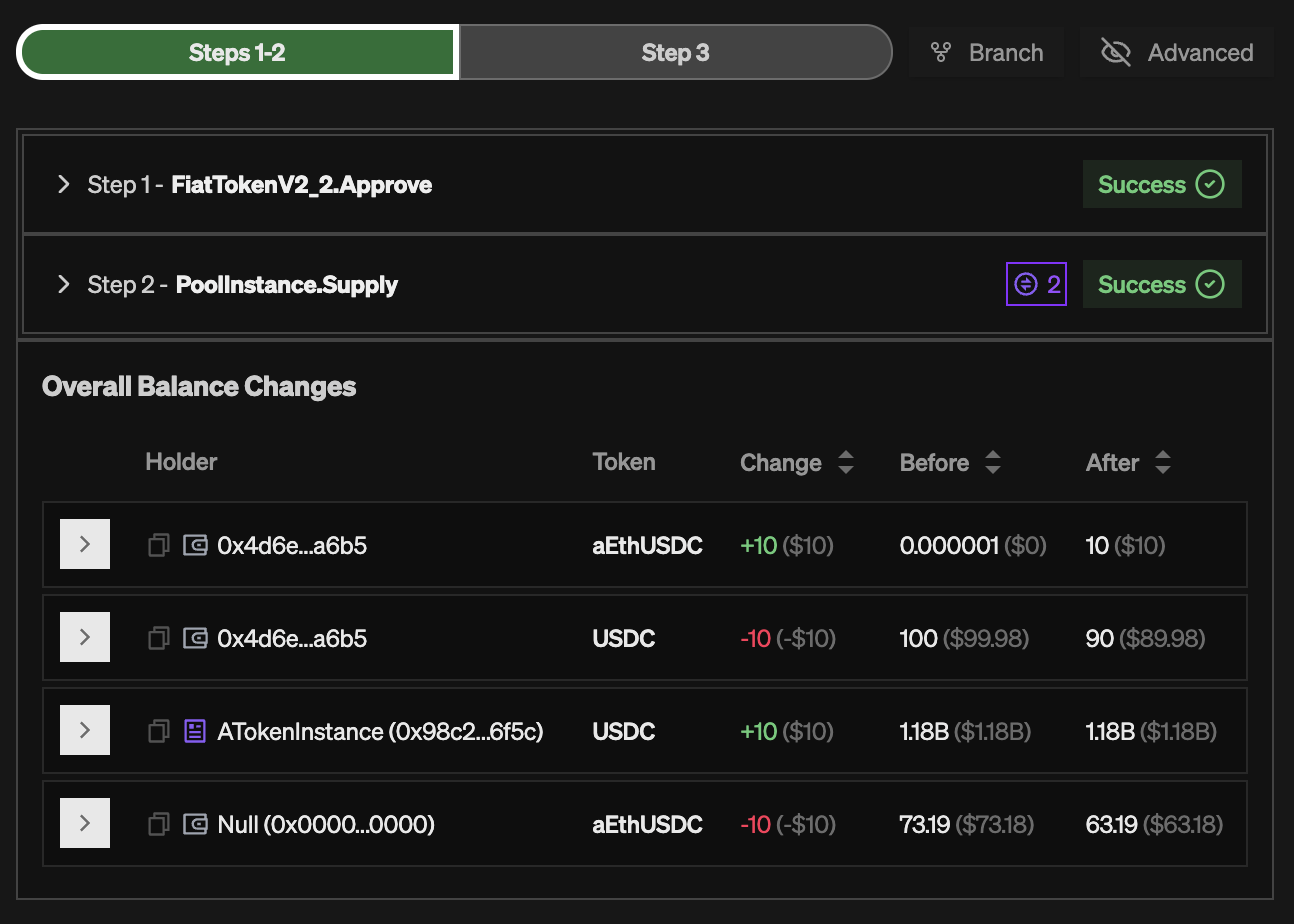 Steps 1-2 Step 3 Branch Advanced
Step 1 - FiatTokenV2_2.Approve Success
Step 2 - PoolInstance.Supply 2 Success
Overall Balance Changes
Holder Token Change Before After
0x4d6e...a6b5 aEthUSDC +10 ($10) 0.000001 ($0) 10 ($10)
0x4d6e...a6b5 USDC -10 (-$10) 100 ($99.98) 90 ($89.98)
ATokenInstance (0x98c2...6f5c) USDC +10 ($10) 1.18B ($1.18B) 1.18B ($1.18B)
Null (0x0000...0000) aEthUSDC -10 (-$10) 73.19 ($73.18) 63.19 ($63.18)